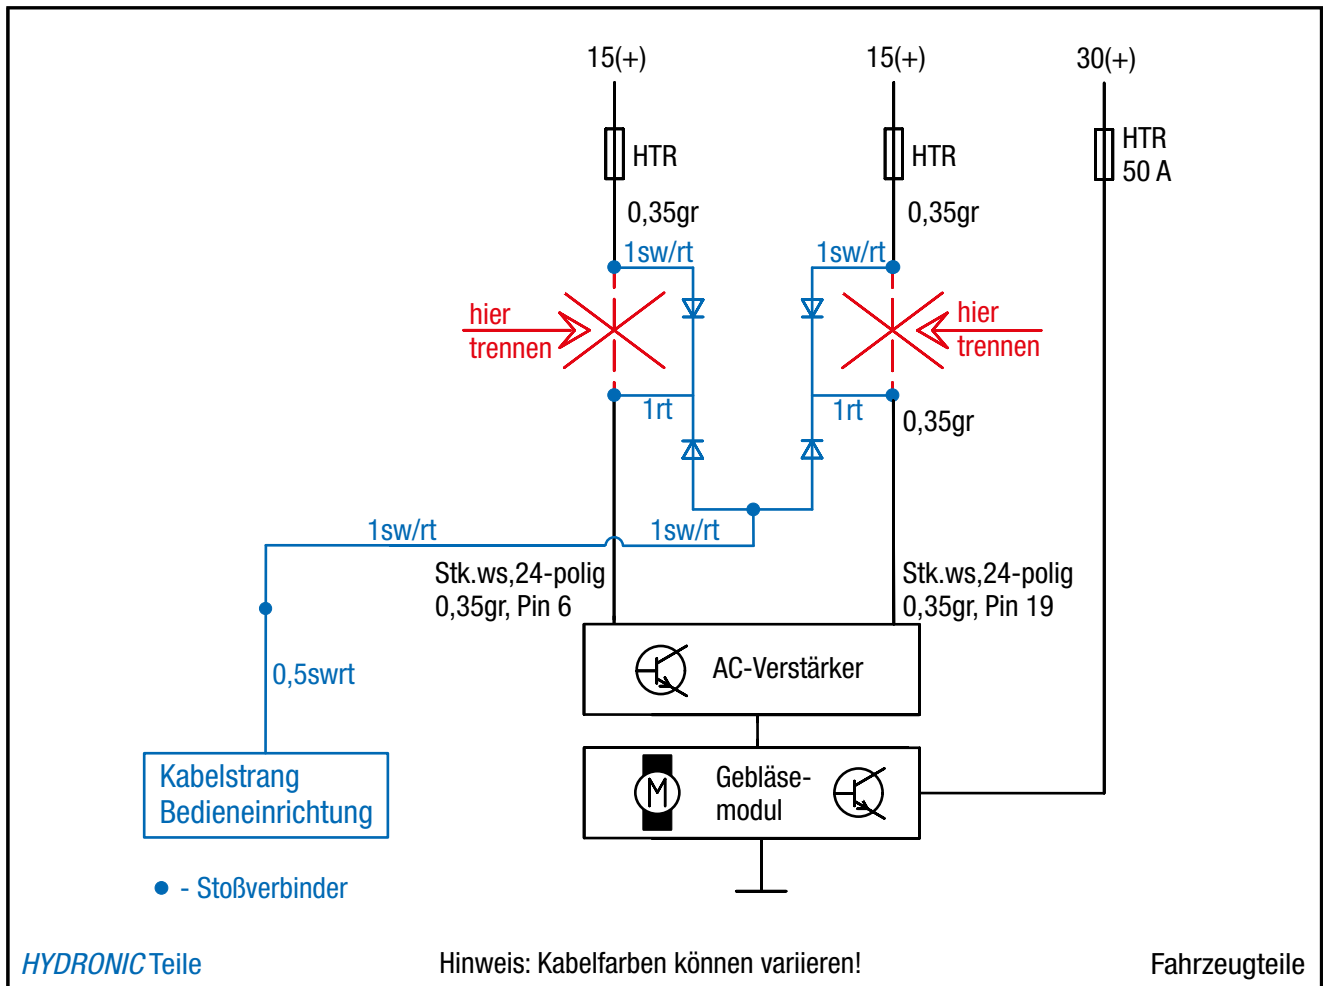 15(+)
15(+)
30(+)
HTR
HTR
HTR
50 A
0,35gr
0,35gr
1sw/rt
1sw/rt
hier
trennen
hier
trennen
1rt
1rt
0,35gr
1sw/rt
1sw/rt
Stk.ws,24-polig
0,35gr, Pin 6
Stk.ws,24-polig
0,35gr, Pin 19
0,5swrt
AC-Verstärker
Kabelstrang
Bedieneinrichtung
M
Gebläse-
modul
- Stoßverbinder
HYDRONIC Teile
Hinweis: Kabelfarben können variieren!
Fahrzeugteile